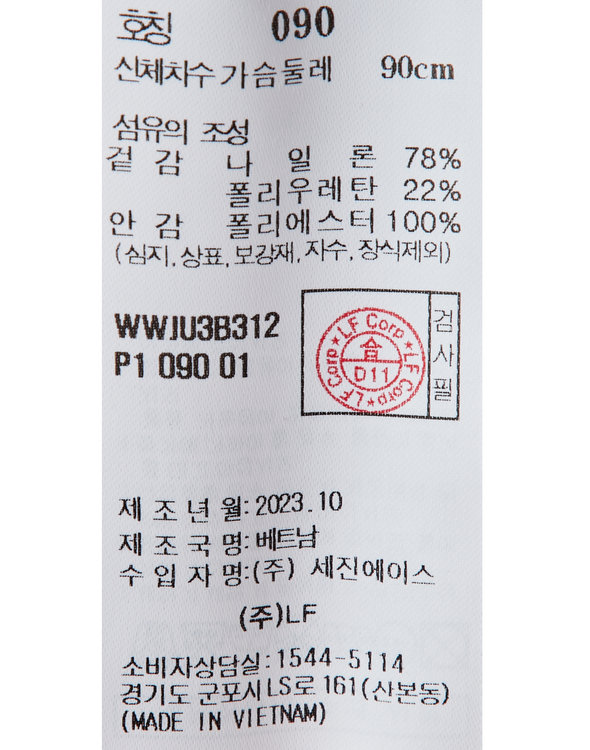 호칭 090
신체치수 가슴둘레 90cm
섬유의 조성
겉감 나일론 78%
폴리우레탄 22%
안감 폴리에스터 100%
(심지, 상표, 보강재, 자수, 장식제외)
WWJU3B312
P1 090 01
LF Corp★LF Corp★LF Corp★
合
D11
검사필
제조년월:2023.10
제조국명:베트남
수입자명:(주) 세진에이스
(주)LF
소비자상담실:1544-5114
경기도 군포시 LS로 161(산본동)
(MADE IN VIETNAM)